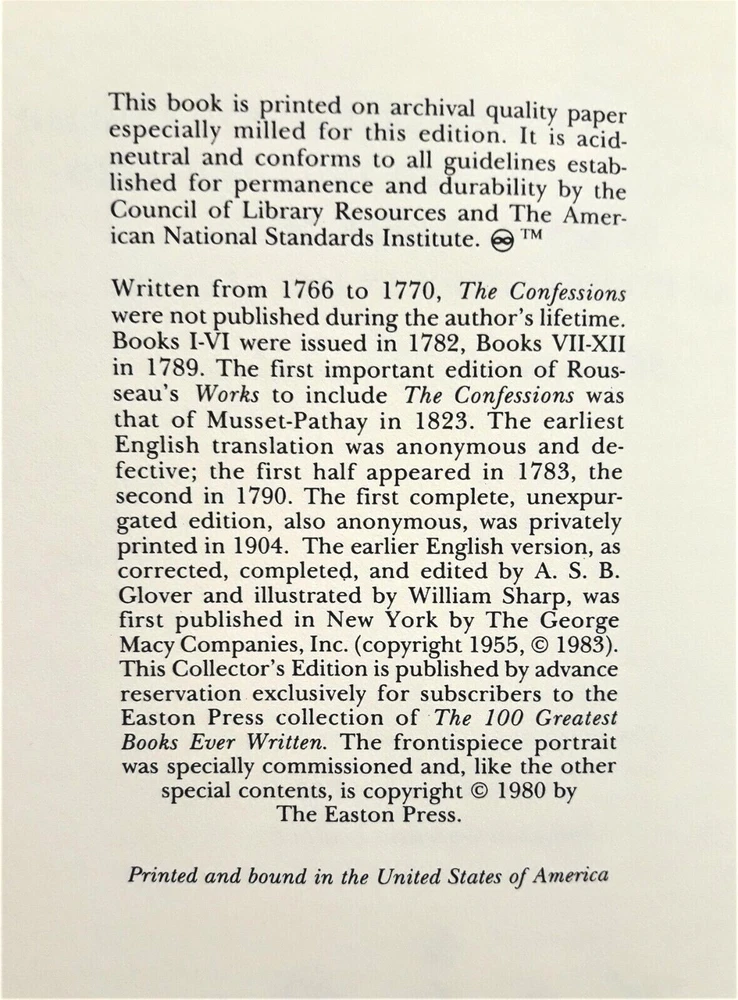 This book is printed on archival quality paper
especially milled for this edition. It is acid-
neutral and conforms to all guidelines estab-
lished for permanence and durability by the
Council of Library Resources and The Amer-
ican National Standards Institute. ♾ ™
Written from 1766 to 1770, The Confessions
were not published during the author's lifetime.
Books I-VI were issued in 1782, Books VII-XII
in 1789. The first important edition of Rous-
seau's Works to include The Confessions was
that of Musset-Pathay in 1823. The earliest
English translation was anonymous and de-
fective; the first half appeared in 1783, the
second in 1790. The first complete, unexpur-
gated edition, also anonymous, was privately
printed in 1904. The earlier English version, as
corrected, completed, and edited by A. S. B.
Glover and illustrated by William Sharp, was
first published in New York by The George
Macy Companies, Inc. (copyright 1955, © 1983).
This Collector's Edition is published by advance
reservation exclusively for subscribers to the
Easton Press collection of The 100 Greatest
Books Ever Written. The frontispiece portrait
was specially commissioned and, like the other
special contents, is copyright © 1980 by
The Easton Press.
Printed and bound in the United States of America